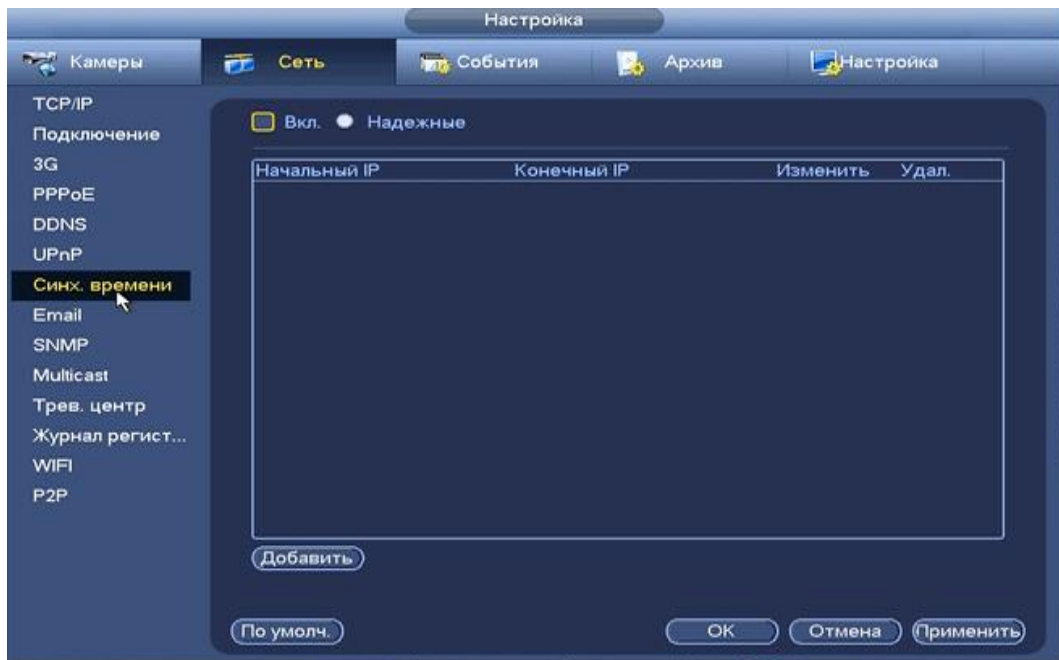 Настройка
Камеры Сеть События Архив Настройка
TCP/IP
Подключение
3G
PPPoE
DDNS
UPnP
Синх. времени
Email
SNMP
Multicast
Трев. центр
Журнал регист...
WIFI
P2P
Вкл. Надежные
Начальный IP Конечный IP Изменить Удал.
Добавить
По умолч. OK Отмена Применить